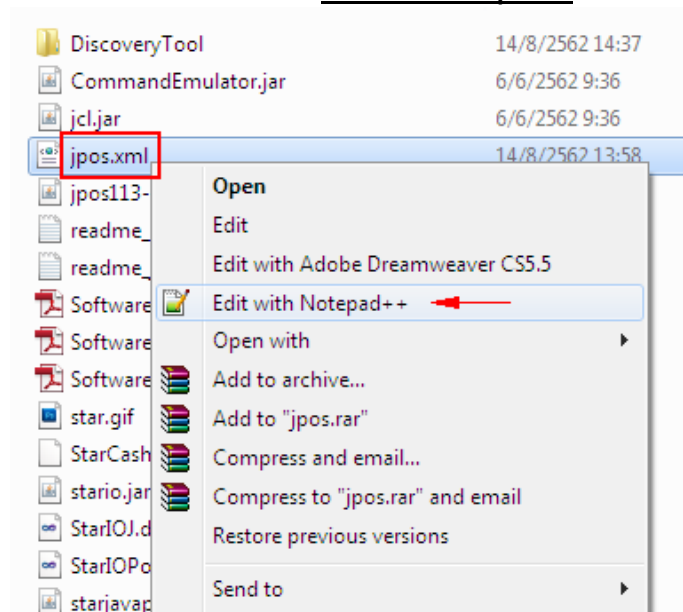 DiscoveryTool 14/8/2562 14:37
CommandEmulator.jar 6/6/2562 9:36
jcl.jar 6/6/2562 9:36
jpos.xml 14/8/2562 13:58
jpos113-
Open
readme_
Edit
readme_
Edit with Adobe Dreamweaver CS5.5
Software
Edit with Notepad++
Software
Open with
Software
Add to archive...
star.gif
Add to "jpos.rar"
StarCash
Compress and email...
stario.jar
Compress to "jpos.rar" and email
StarIOJ.d
Restore previous versions
StarIOPo
Send to
starjavap